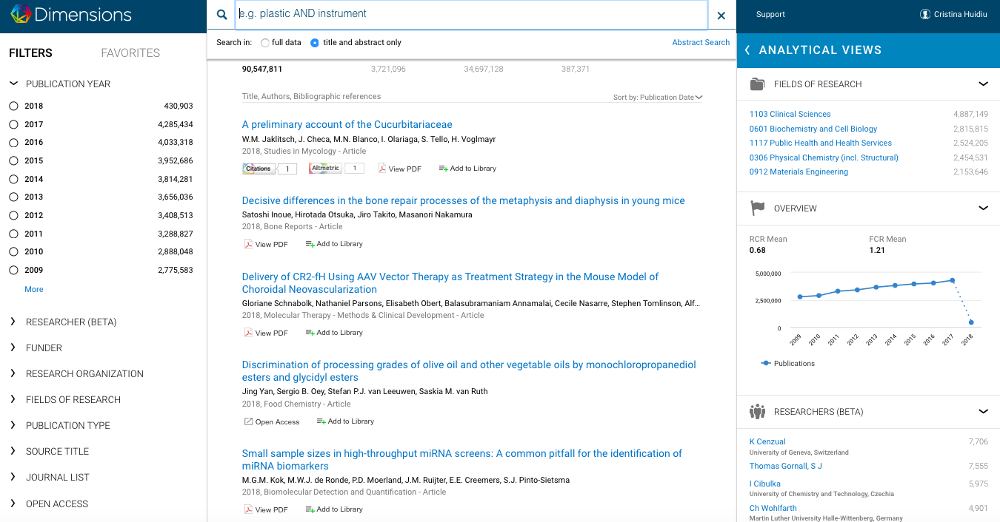 Dimensions
e.g. plastic AND instrument
Support
Cristina Huidiu
Search in: full data title and abstract only
Abstract Search
FILTERS
FAVORITES
PUBLICATION YEAR
2018 430,903
2017 4,285,434
2016 4,033,318
2015 3,952,686
2014 3,814,281
2013 3,656,036
2012 3,408,513
2011 3,288,827
2010 2,888,048
2009 2,775,583
More
RESEARCHER (BETA)
FUNDER
RESEARCH ORGANIZATION
FIELDS OF RESEARCH
PUBLICATION TYPE
SOURCE TITLE
JOURNAL LIST
OPEN ACCESS
90,547,811 3,721,096 34,697,128 387,371
Title, Authors, Bibliographic references
Sort by: Publication Date
A preliminary account of the Cucurbitariaceae
W.M. Jaklitsch, J. Checa, M.N. Blanco, I. Olariaga, S. Tello, H. Voglmayr
2018, Studies in Mycology - Article
Citations 1 Altmetric 1 View PDF Add to Library
Decisive differences in the bone repair processes of the metaphysis and diaphysis in young mice
Satoshi Inoue, Hirotada Otsuka, Jiro Takito, Masanori Nakamura
2018, Bone Reports - Article
View PDF Add to Library
Delivery of CR2-fH Using AAV Vector Therapy as Treatment Strategy in the Mouse Model of
Choroidal Neovascularization
Gloriane Schnabolk, Nathaniel Parsons, Elisabeth Obert, Balasubramaniam Annamalai, Cecile Nasarre, Stephen Tomlinson, Alf...
2018, Molecular Therapy - Methods & Clinical Development - Article
View PDF Add to Library
Discrimination of processing grades of olive oil and other vegetable oils by monochloropropanediol
esters and glycidyl esters
Jing Yan, Sergio B. Oey, Stefan P.J. van Leeuwen, Saskia M. van Ruth
2018, Food Chemistry - Article
Open Access Add to Library
Small sample sizes in high-throughput miRNA screens: A common pitfall for the identification of
miRNA biomarkers
M.G.M. Kok, M.W.J. de Ronde, P.D. Moerland, J.M. Ruijter, E.E. Creemers, S.J. Pinto-Sietsma
2018, Biomolecular Detection and Quantification - Article
View PDF Add to Library
ANALYTICAL VIEWS
FIELDS OF RESEARCH
1103 Clinical Sciences 4,887,149
0601 Biochemistry and Cell Biology 2,815,815
1117 Public Health and Health Services 2,524,205
0306 Physical Chemistry (incl. Structural) 2,454,531
0912 Materials Engineering 2,153,646
OVERVIEW
RCR Mean FCR Mean
0.68 1.21
5,000,000
2,500,000
0
2009 2010 2011 2012 2013 2014 2015 2016 2017 2018
Publications
RESEARCHERS (BETA)
K Cenzual 7,706
University of Geneva, Switzerland
Thomas Gornall, S J 7,555
I Cibulka 5,975
University of Chemistry and Technology, Czechia
Ch Wohlfarth 4,901
Martin Luther University Halle-Wittenberg, Germany